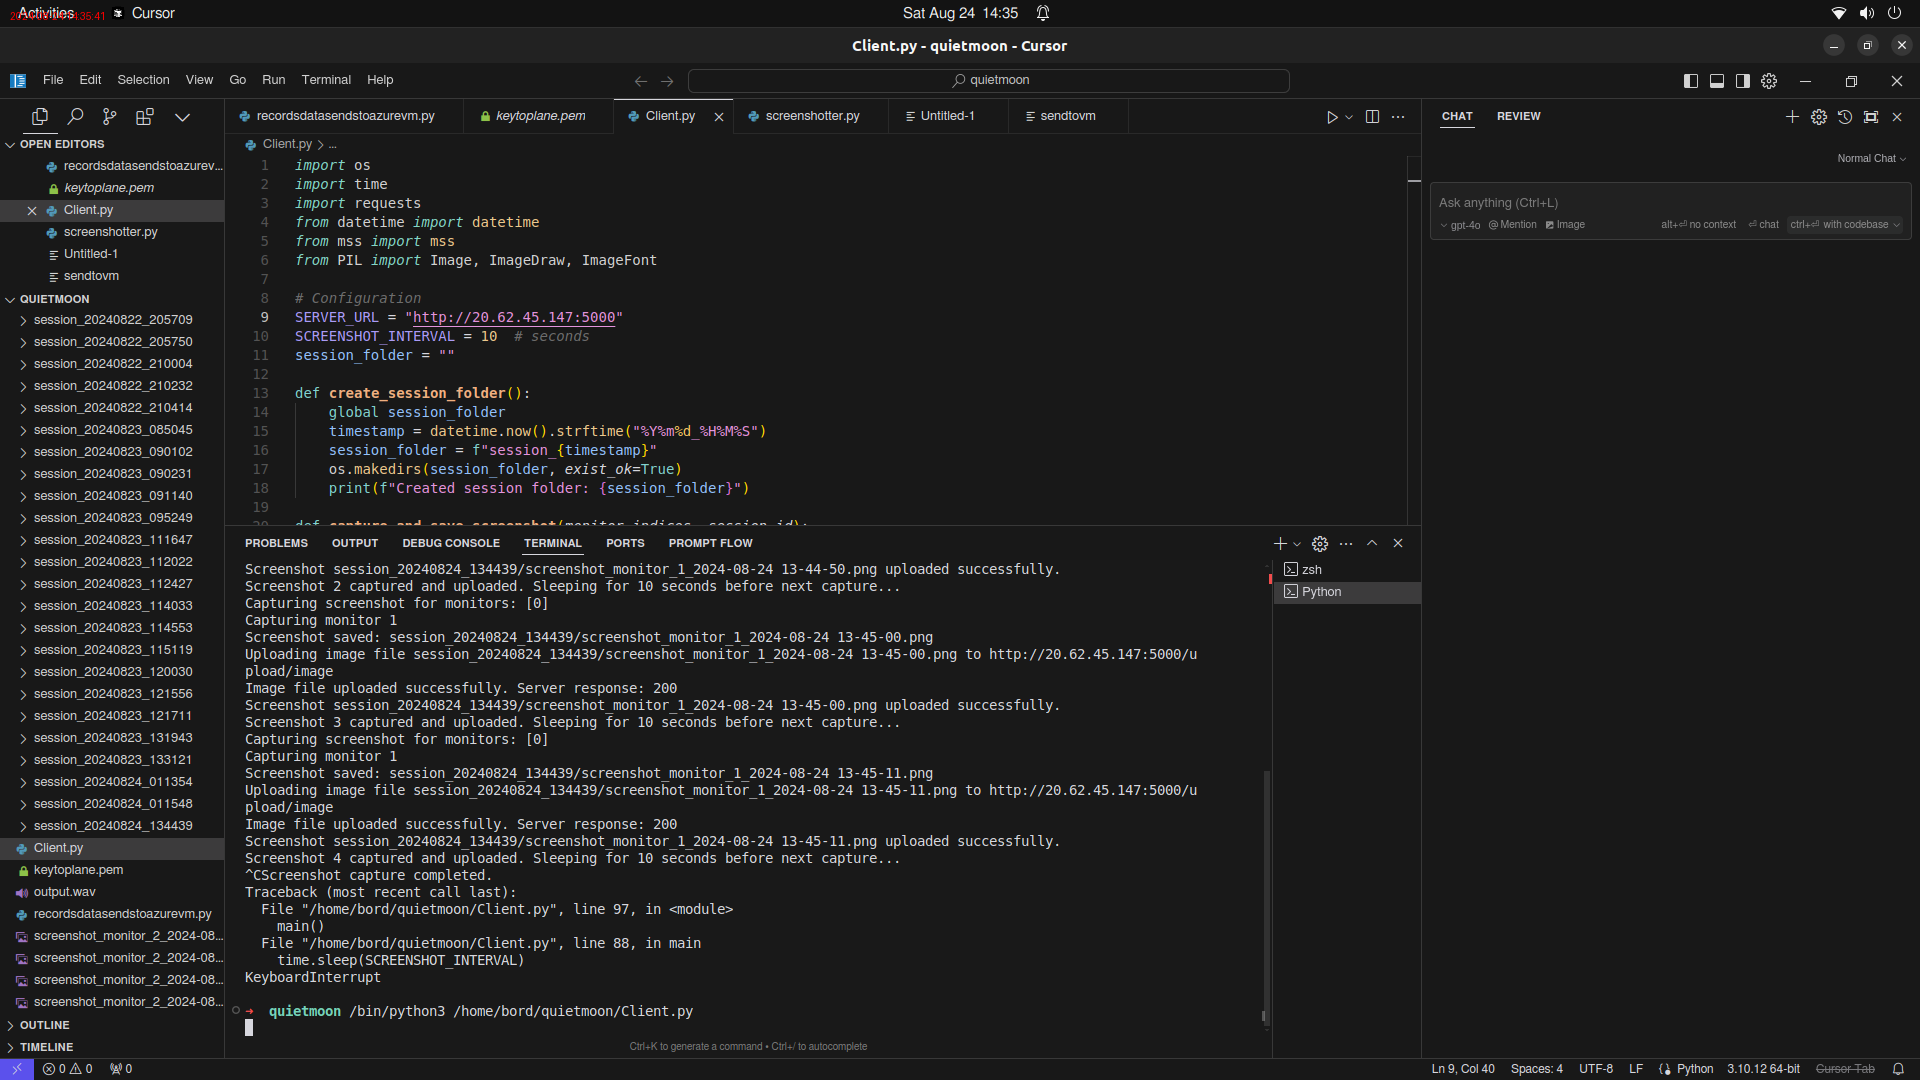 Activities
Cursor
Sat Aug 24  14:35
Client.py - quietmoon - Cursor
File Edit Selection View Go Run Terminal Help
quietmoon
recordsdatasendstoazurevm.py
keytoplane.pem
Client.py
screenshotter.py
Untitled-1
sendtovm
CHAT REVIEW
OPEN EDITORS
recordsdatasendstoazurev...
keytoplane.pem
Client.py
screenshotter.py
Untitled-1
sendtovm
QUIETMOON
session_20240822_205709
session_20240822_205750
session_20240822_210004
session_20240822_210232
session_20240822_210414
session_20240823_085045
session_20240823_090102
session_20240823_090231
session_20240823_091140
session_20240823_095249
session_20240823_111647
session_20240823_112022
session_20240823_112427
session_20240823_114033
session_20240823_114553
session_20240823_115119
session_20240823_120030
session_20240823_121556
session_20240823_121711
session_20240823_131943
session_20240823_133121
session_20240824_011354
session_20240824_011548
session_20240824_134439
Client.py
keytoplane.pem
output.wav
recordsdatasendstoazurevm.py
screenshot_monitor_2_2024-08...
screenshot_monitor_2_2024-08...
screenshot_monitor_2_2024-08...
screenshot_monitor_2_2024-08...
OUTLINE
TIMELINE
Client.py > ...
1 import os
2 import time
3 import requests
4 from datetime import datetime
5 from mss import mss
6 from PIL import Image, ImageDraw, ImageFont
7
8 # Configuration
9 SERVER_URL = "http://20.62.45.147:5000"
10 SCREENSHOT_INTERVAL = 10  # seconds
11 session_folder = ""
12
13 def create_session_folder():
14 global session_folder
15 timestamp = datetime.now().strftime("%Y%m%d_%H%M%S")
16 session_folder = f"session_{timestamp}"
17 os.makedirs(session_folder, exist_ok=True)
18 print(f"Created session folder: {session_folder}")
19
20 def capture_and_save_screenshot(monitor_indices, session_id):
PROBLEMS OUTPUT DEBUG CONSOLE TERMINAL PORTS PROMPT FLOW
Screenshot session_20240824_134439/screenshot_monitor_1_2024-08-24 13-44-50.png uploaded successfully.
Screenshot 2 captured and uploaded. Sleeping for 10 seconds before next capture...
Capturing screenshot for monitors: [0]
Capturing monitor 1
Screenshot saved: session_20240824_134439/screenshot_monitor_1_2024-08-24 13-45-00.png
Uploading image file session_20240824_134439/screenshot_monitor_1_2024-08-24 13-45-00.png to http://20.62.45.147:5000/u
pload/image
Image file uploaded successfully. Server response: 200
Screenshot session_20240824_134439/screenshot_monitor_1_2024-08-24 13-45-00.png uploaded successfully.
Screenshot 3 captured and uploaded. Sleeping for 10 seconds before next capture...
Capturing screenshot for monitors: [0]
Capturing monitor 1
Screenshot saved: session_20240824_134439/screenshot_monitor_1_2024-08-24 13-45-11.png
Uploading image file session_20240824_134439/screenshot_monitor_1_2024-08-24 13-45-11.png to http://20.62.45.147:5000/u
pload/image
Image file uploaded successfully. Server response: 200
Screenshot session_20240824_134439/screenshot_monitor_1_2024-08-24 13-45-11.png uploaded successfully.
Screenshot 4 captured and uploaded. Sleeping for 10 seconds before next capture...
^CScreenshot capture completed.
Traceback (most recent call last):
File "/home/bord/quietmoon/Client.py", line 97, in <module>
main()
File "/home/bord/quietmoon/Client.py", line 88, in main
time.sleep(SCREENSHOT_INTERVAL)
KeyboardInterrupt
➜ quietmoon /bin/python3 /home/bord/quietmoon/Client.py
Ctrl+K to generate a command • Ctrl+/ to autocomplete
zsh
Python
Normal Chat
Ask anything (Ctrl+L)
gpt-4o @ Mention Image alt+⏎ no context ⏎ chat ctrl+⏎ with codebase
0 0 0
Ln 9, Col 40 Spaces: 4 UTF-8 LF Python 3.10.12 64-bit Cursor Tab